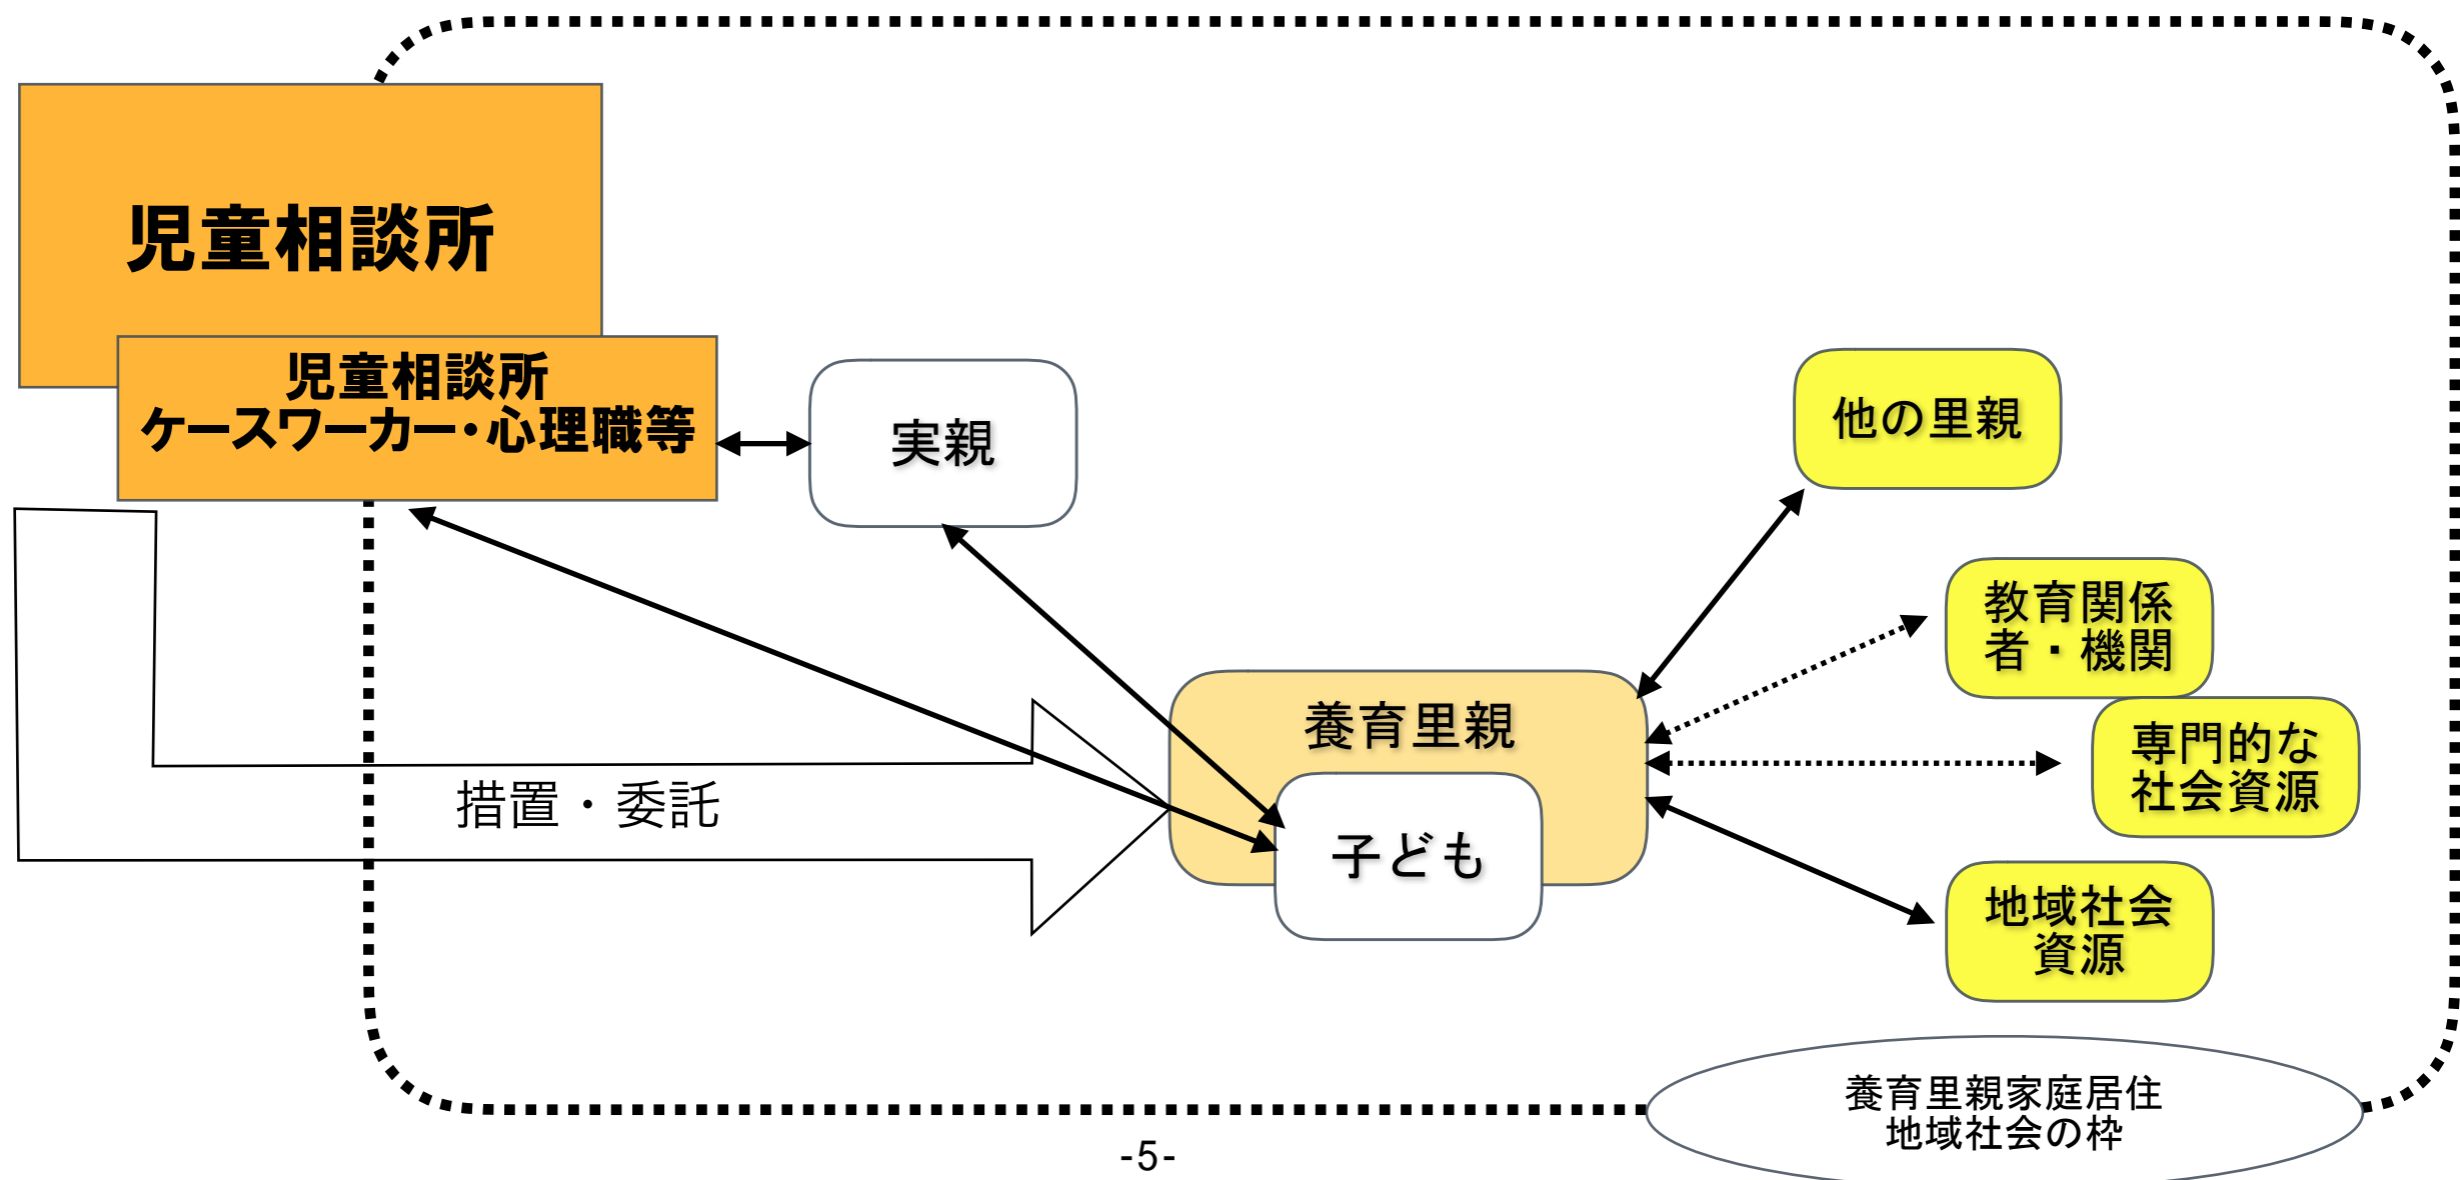 児童相談所
児童相談所
ケースワーカー・心理職等
実親
他の里親
教育関係
者・機関
養育里親
専門的な
社会資源
措置・委託
子ども
地域社会
資源
養育里親家庭居住
地域社会の枠
-5-